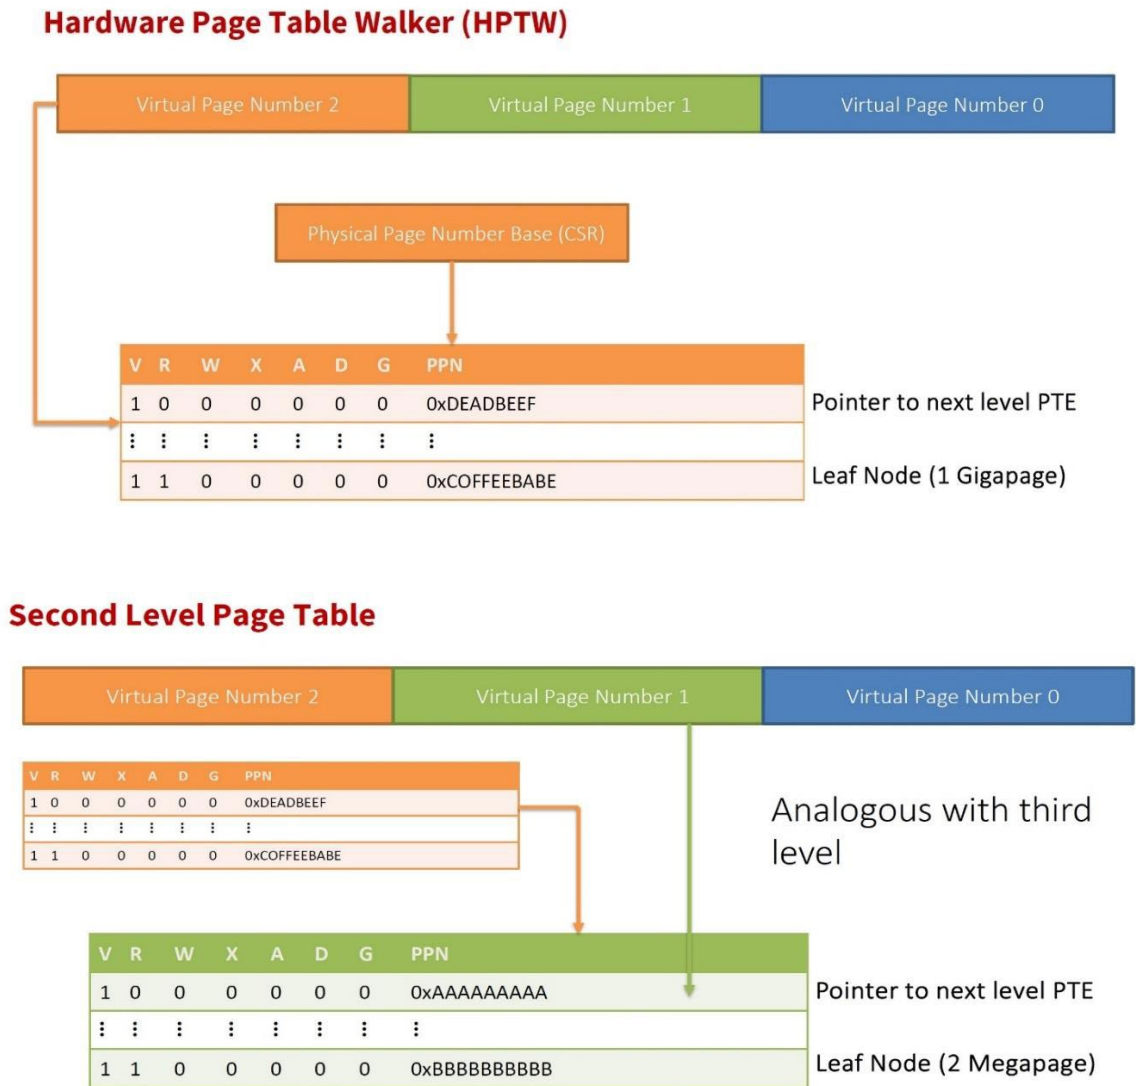 Hardware Page Table Walker (HPTW)
Virtual Page Number 2 Virtual Page Number 1 Virtual Page Number 0
Physical Page Number Base (CSR)
V R W X A D G PPN
1 0 0 0 0 0 0 0xDEADBEEF Pointer to next level PTE
⋮ ⋮ ⋮ ⋮ ⋮ ⋮ ⋮ ⋮
1 1 0 0 0 0 0 0xCOFFEEBABE Leaf Node (1 Gigapage)
Second Level Page Table
Virtual Page Number 2 Virtual Page Number 1 Virtual Page Number 0
V R W X A D G PPN
1 0 0 0 0 0 0 0xDEADBEEF
⋮ ⋮ ⋮ ⋮ ⋮ ⋮ ⋮ ⋮
1 1 0 0 0 0 0 0xCOFFEEBABE
Analogous with third
level
V R W X A D G PPN
1 0 0 0 0 0 0 0xAAAAAAAAA Pointer to next level PTE
⋮ ⋮ ⋮ ⋮ ⋮ ⋮ ⋮ ⋮
1 1 0 0 0 0 0 0xBBBBBBBBBB Leaf Node (2 Megapage)